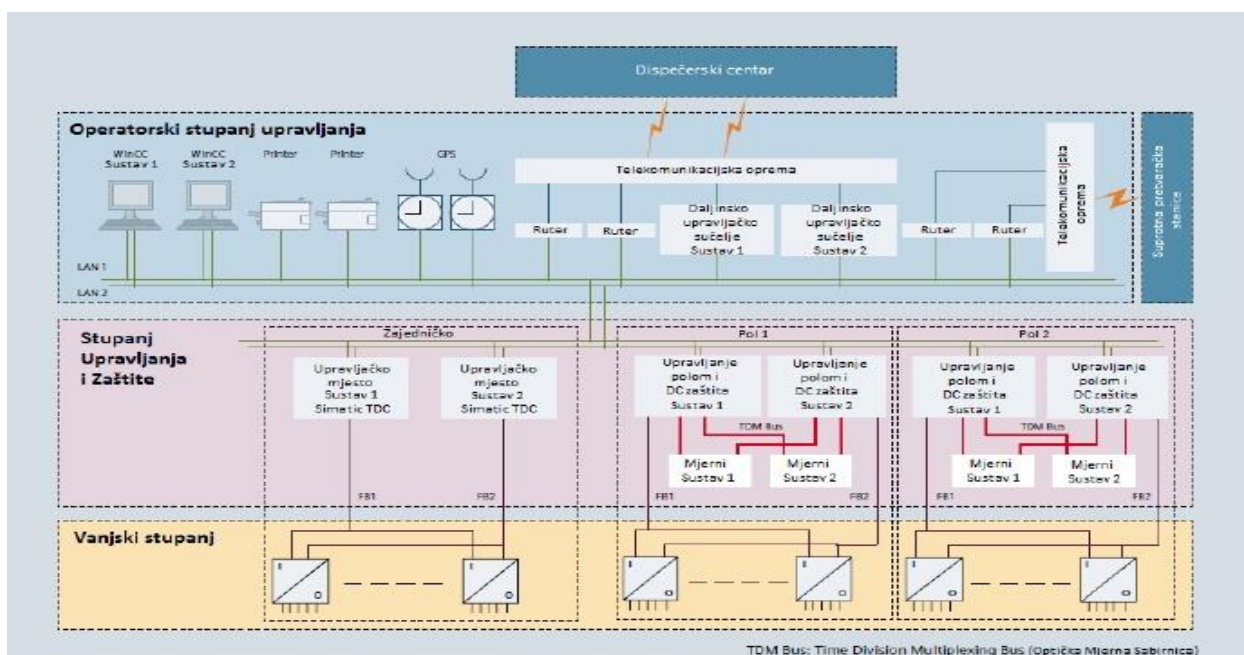 Dispečerski centar
Operatorski stupanj upravljanja
WinCC
Sustav 1
WinCC
Sustav 2
Printer
Printer
GPS
Telekomunikacijska oprema
Ruter
Ruter
Daljinsko
upravljačko
sučelje
Sustav 1
Daljinsko
upravljačko
sučelje
Sustav 2
Ruter
Ruter
Telekomunikacijska
oprema
Suprotna pretvaračka
stanica
LAN 1
LAN 2
Stupanj
Upravljanja
i Zaštite
Zajedničko
Upravljačko
mjesto
Sustav 1
Simatic TDC
Upravljačko
mjesto
Sustav 2
Simatic TDC
FB1
FB2
Pol 1
Upravljanje
polom i
DC zaštita
Sustav 1
Upravljanje
polom i
DC zaštita
Sustav 2
TDM Bus
Mjerni
Sustav 1
Mjerni
Sustav 2
FB1
FB2
Pol 2
Upravljanje
polom i
DC zaštita
Sustav 1
Upravljanje
polom i
DC zaštita
Sustav 2
TDM Bus
Mjerni
Sustav 1
Mjerni
Sustav 2
FB1
FB2
Vanjski stupanj
I
O
I
O
I
O
I
O
I
O
I
O
TDM Bus: Time Division Multiplexing Bus (Optička Mjerna Sabirnica)